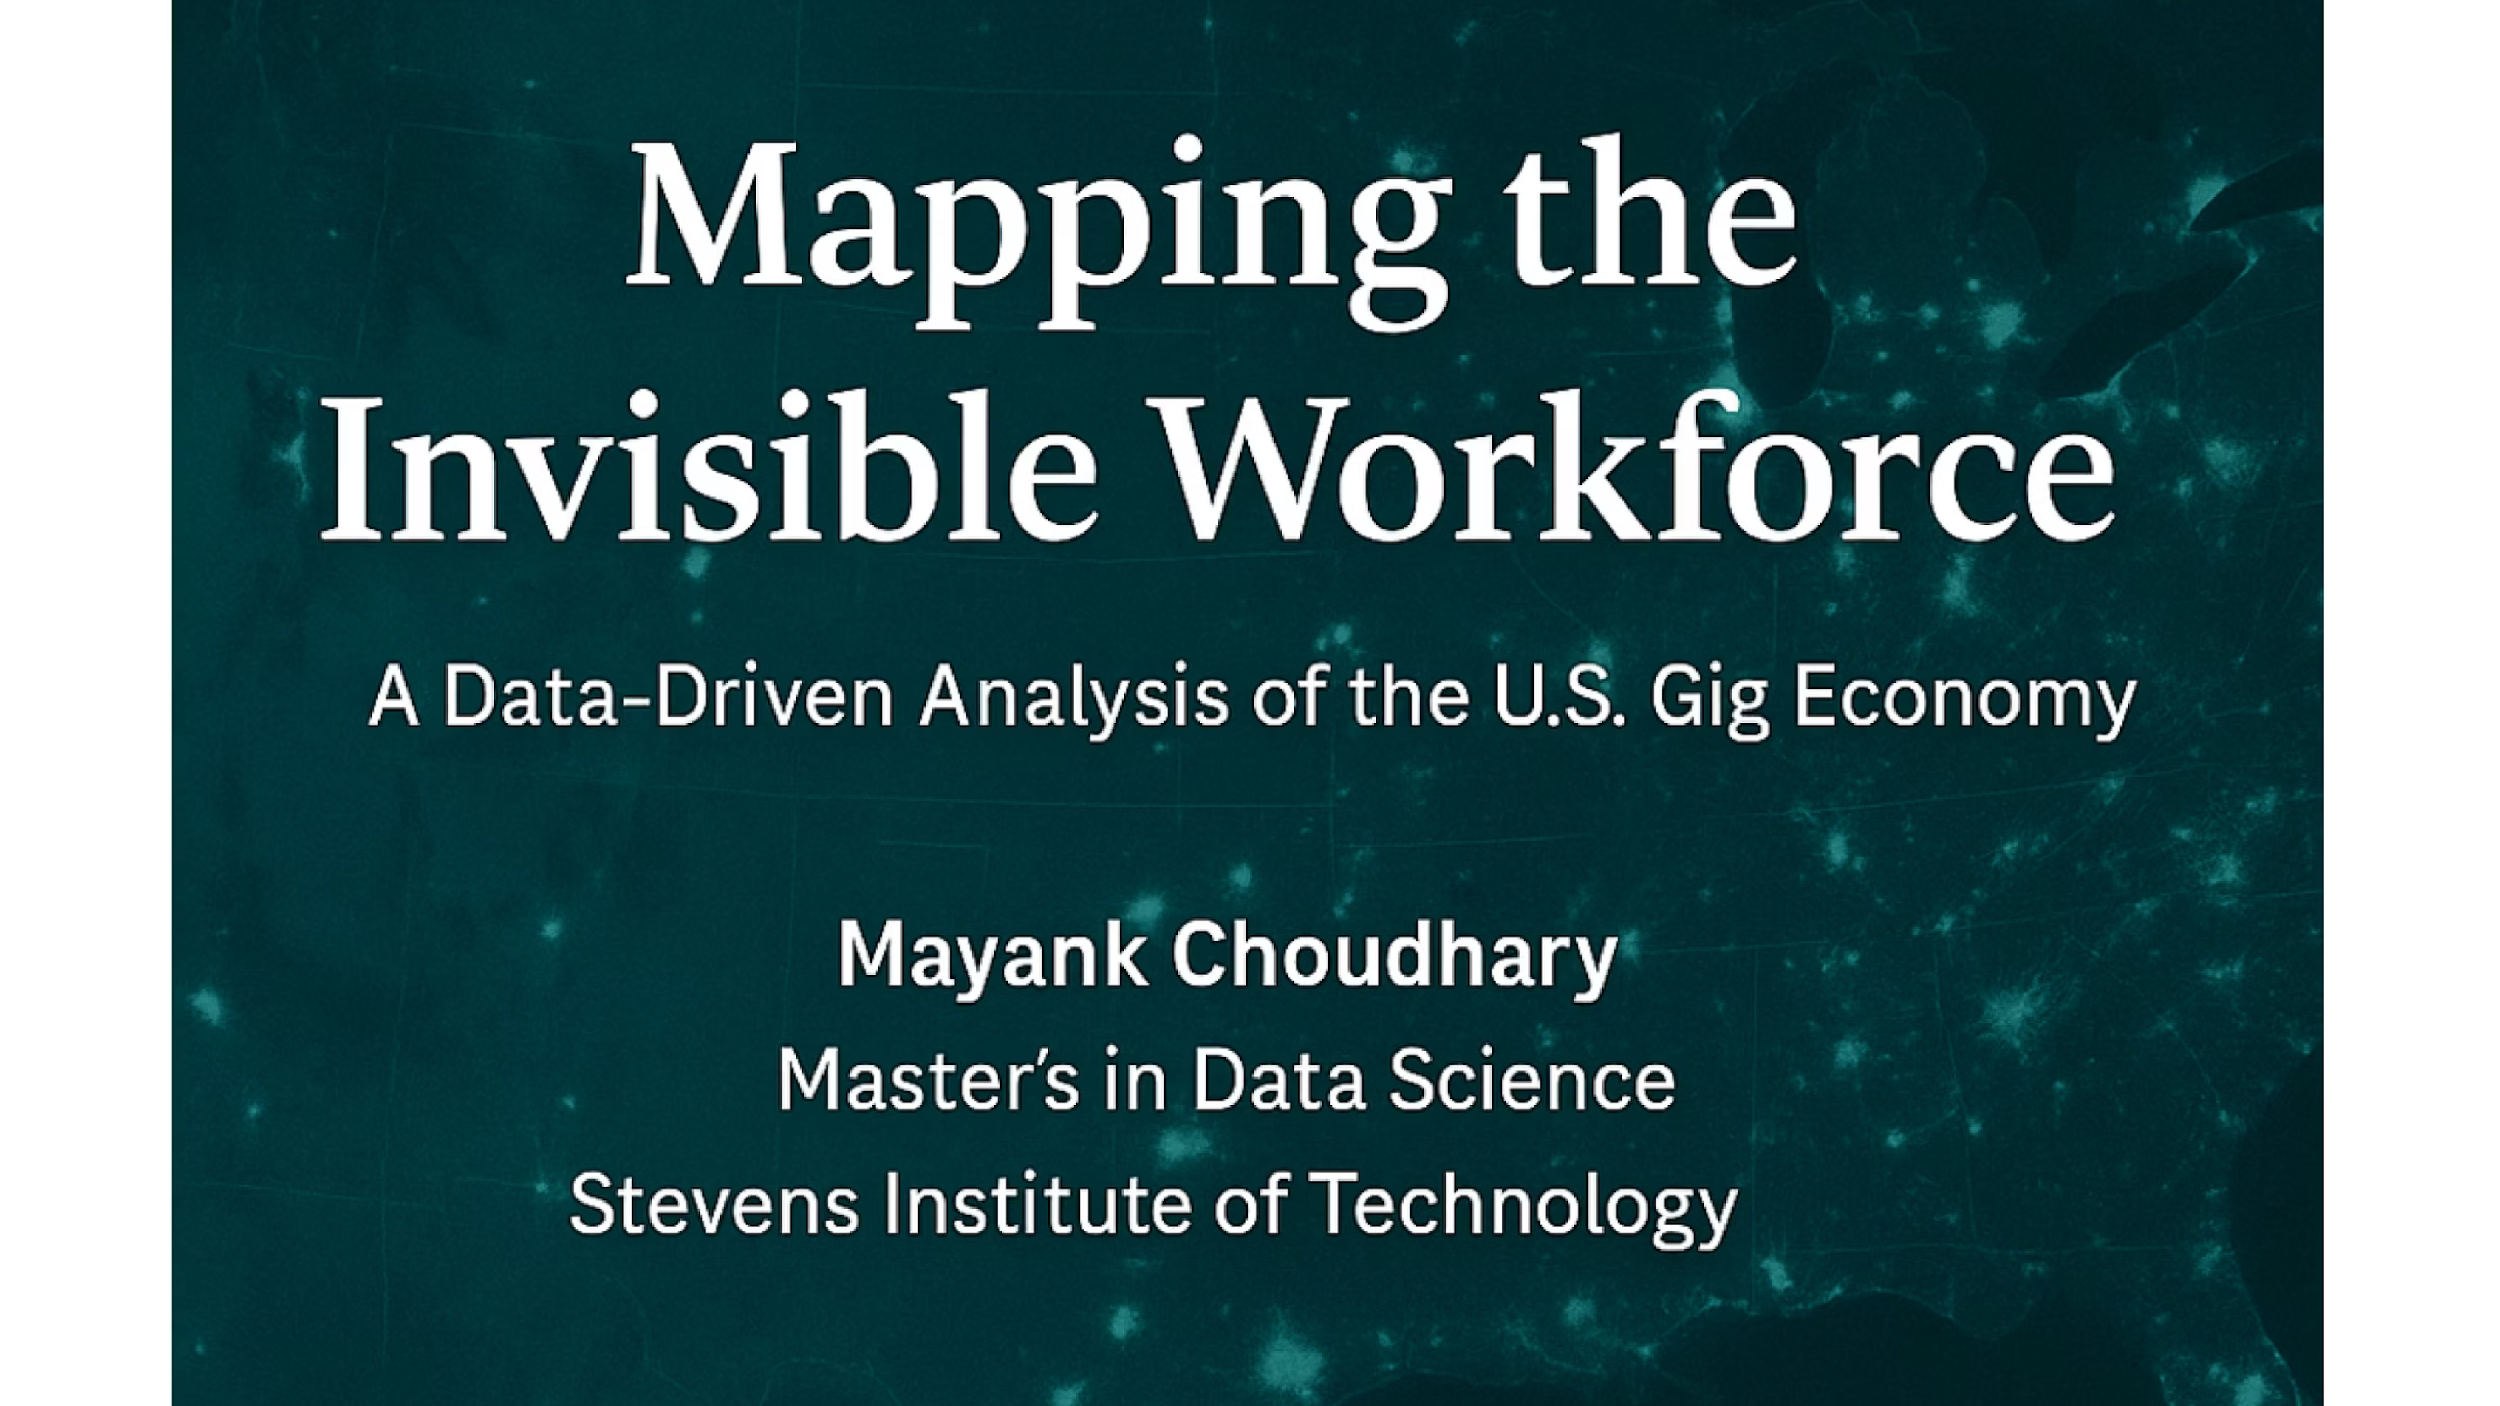 Mapping the
Invisible Workforce
A Data-Driven Analysis of the U.S. Gig Economy
Mayank Choudhary
Master's in Data Science
Stevens Institute of Technology